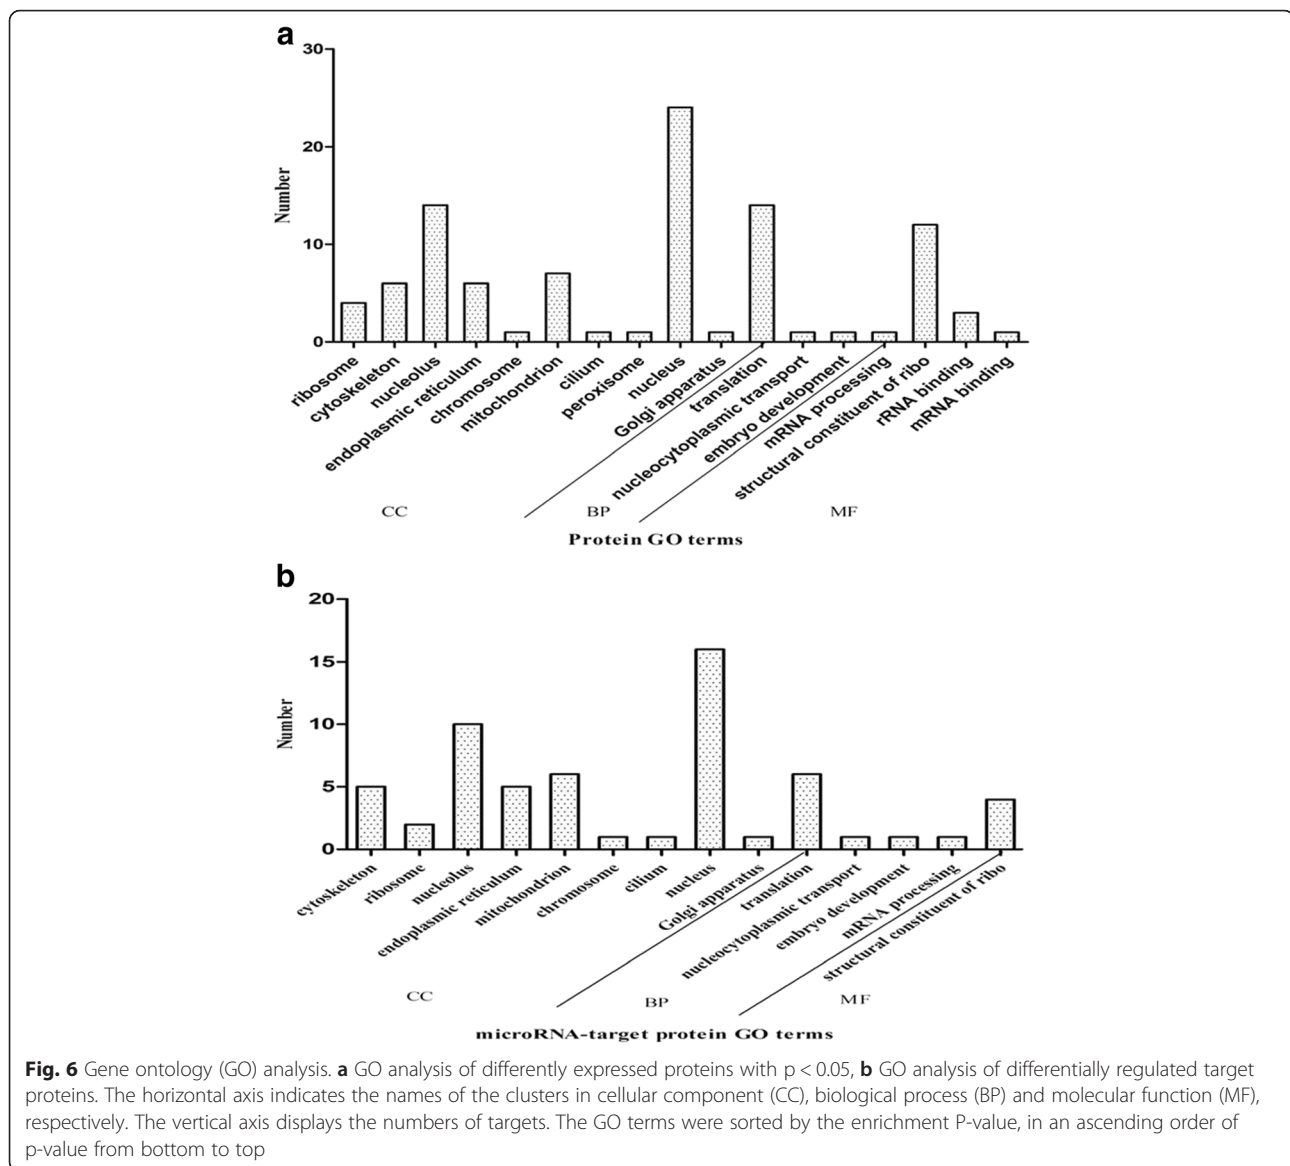 a
30
20
10
0
Number
ribosome
cytoskeleton
nucleolus
endoplasmic reticulum
chromosome
mitochondrion
cilium
peroxisome
nucleus
Golgi apparatus
translation
nucleocytoplasmic transport
embryo development
mRNA processing
structural constituent of ribo
rRNA binding
mRNA binding
CC
BP
MF
Protein GO terms
b
20
15
10
5
0
Number
cytoskeleton
ribosome
nucleolus
endoplasmic reticulum
mitochondrion
chromosome
cilium
nucleus
Golgi apparatus
translation
nucleocytoplasmic transport
embryo development
mRNA processing
structural constituent of ribo
CC
BP
MF
microRNA-target protein GO terms
Fig. 6 Gene ontology (GO) analysis. a GO analysis of differently expressed proteins with p < 0.05, b GO analysis of differentially regulated target
proteins. The horizontal axis indicates the names of the clusters in cellular component (CC), biological process (BP) and molecular function (MF),
respectively. The vertical axis displays the numbers of targets. The GO terms were sorted by the enrichment P-value, in an ascending order of
p-value from bottom to top